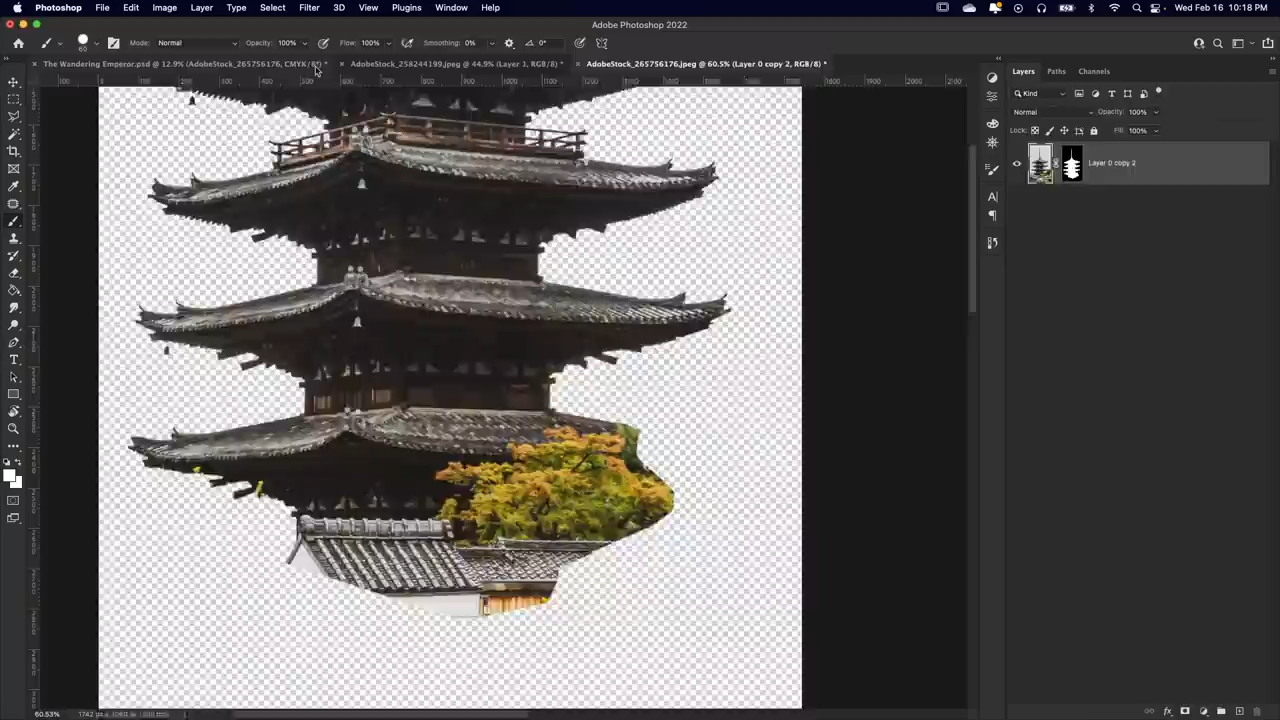 Photoshop File Edit Image Layer Type Select Filter 3D View Plugins Window Help Wed Feb 16 10:18 PM
Adobe Photoshop 2022
60 Mode: Normal Opacity: 100% Flow: 100% Smoothing: 0% 0°
The Wandering Emperor.psd @ 12.9% (AdobeStock_265756176, CMYK/8*) * AdobeStock_258244199.jpeg @ 44.9% (Layer 1, RGB/8) * AdobeStock_265756176.jpeg @ 60.5% (Layer 0 copy 2, RGB/8) *
Layers Paths Channels
Kind
Normal Opacity: 100%
Lock: Fill: 100%
Layer 0 copy 2
60.53%